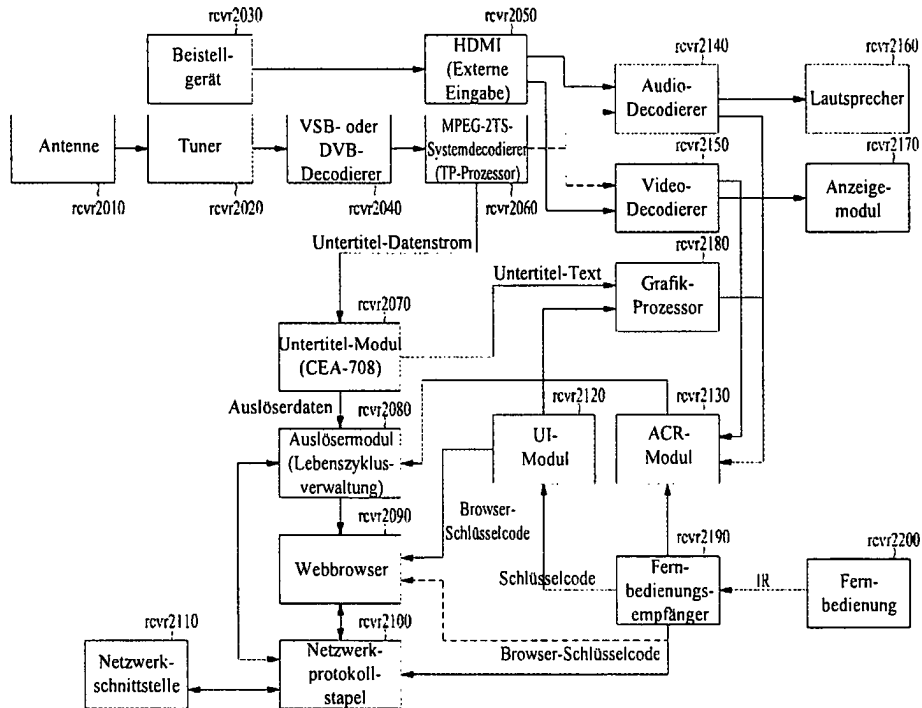 rcvr2030
Beistell-
gerät
rcvr2050
HDMI
(Externe
Eingabe)
rcvr2140
Audio-
Decodierer
rcvr2160
Lautsprecher
Antenne
rcvr2010
Tuner
rcvr2020
VSB- oder
DVB-
Decodierer
rcvr2040
MPEG-2TS-
Systemdecodierer
(TP-Prozessor)
rcvr2060
rcvr2150
Video-
Decodierer
rcvr2170
Anzeige-
modul
Untertitel-Datenstrom
Untertitel-Text
rcvr2180
Grafik-
Prozessor
rcvr2070
Untertitel-Modul
(CEA-708)
Auslöserdaten
rcvr2080
Auslösermodul
(Lebenszyklus-
verwaltung)
rcvr2120
UI-
Modul
rcvr2130
ACR-
Modul
Browser-
Schlüsselcode
rcvr2090
Webbrowser
Schlüsselcode
rcvr2190
Fern-
bedienungs-
empfänger
IR
rcvr2200
Fern-
bedienung
Browser-Schlüsselcode
rcvr2110
Netzwerk-
schnittstelle
rcvr2100
Netzwerk-
protokoll-
stapel